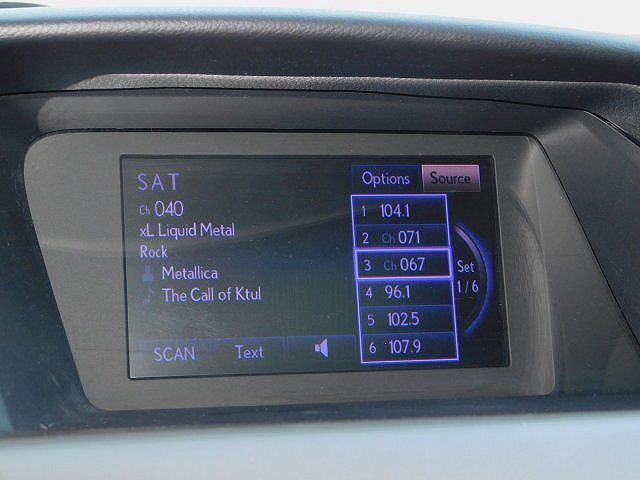 SAT
Ch 040
xL Liquid Metal
Rock
Metallica
The Call of Ktul
SCAN Text
Options Source
1 104.1
2 Ch 071
3 Ch 067
4 96.1
5 102.5
6 107.9
Set
1/6